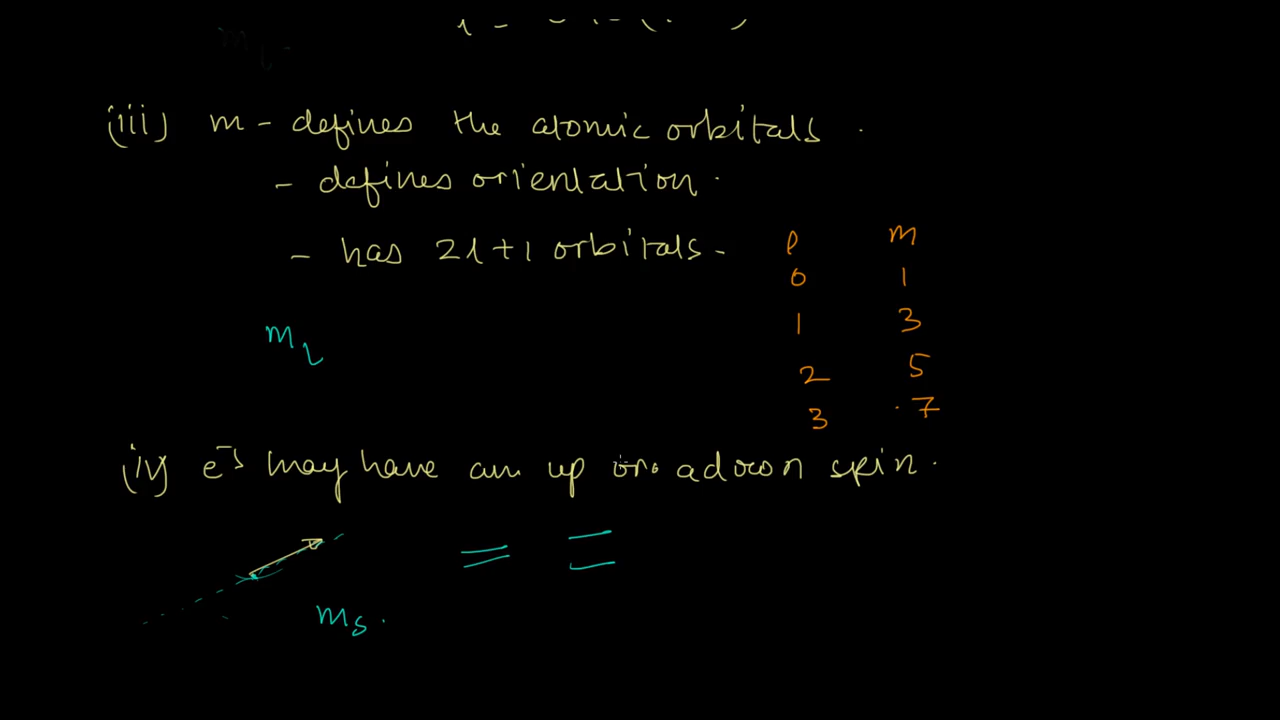 (iii) m - defines the atomic orbitals .
- defines orientation .
- has 2l+1 orbitals -
l m
0 1
1 3
2 5
3 .7
m l
(iv) e-s may have an up or a down spin .
= =
ms .